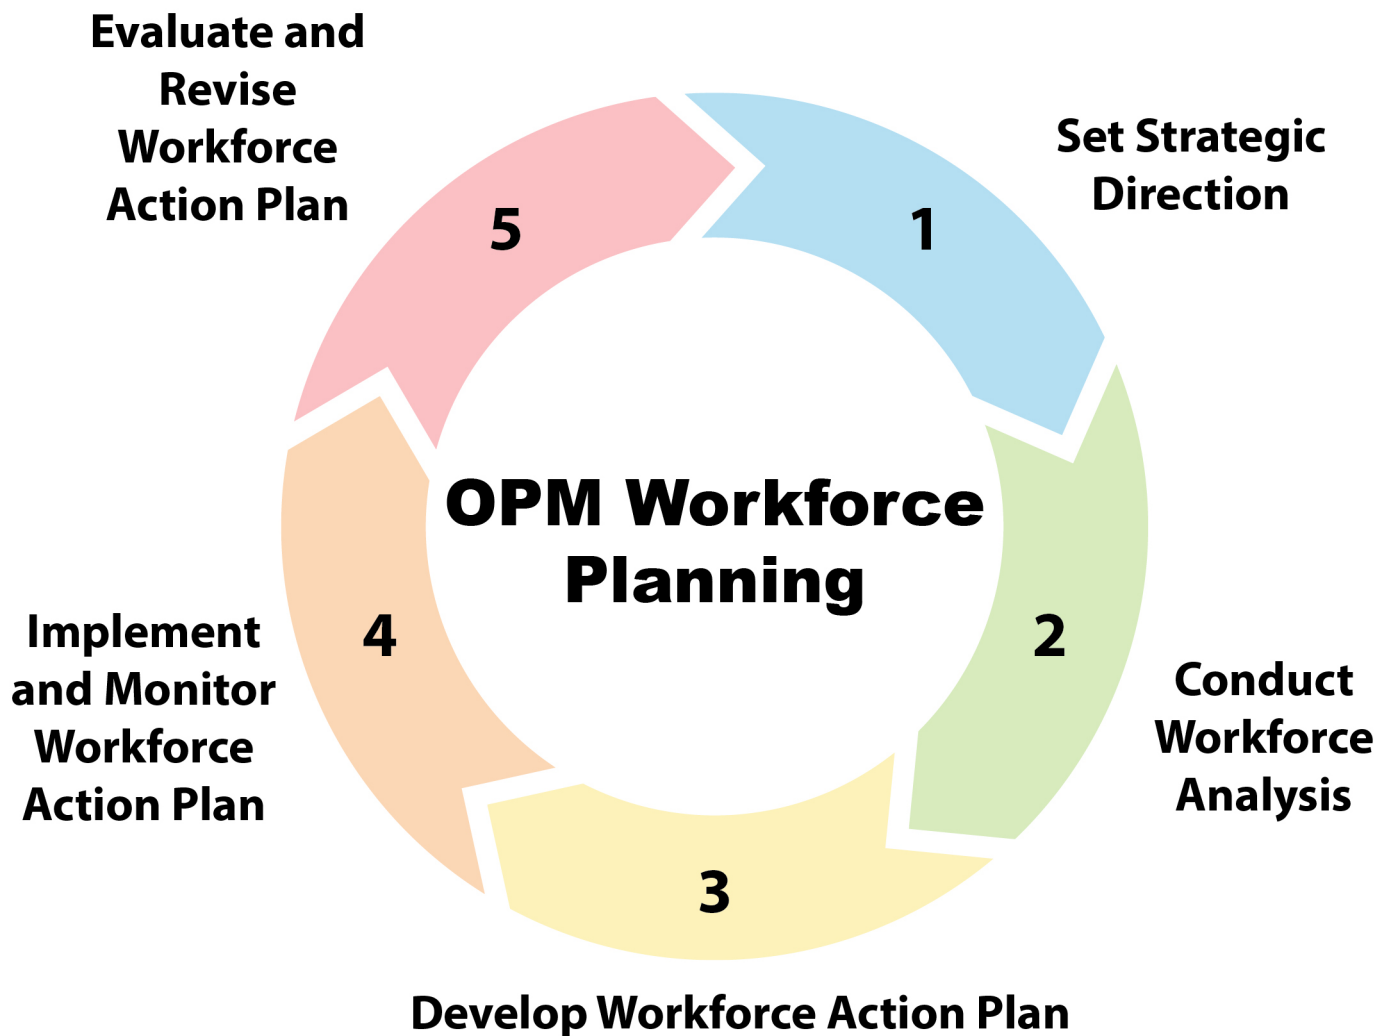 OPM Workforce
Planning
1
Set Strategic
Direction
2
Conduct
Workforce
Analysis
3
Develop Workforce Action Plan
4
Implement
and Monitor
Workforce
Action Plan
5
Evaluate and
Revise
Workforce
Action Plan